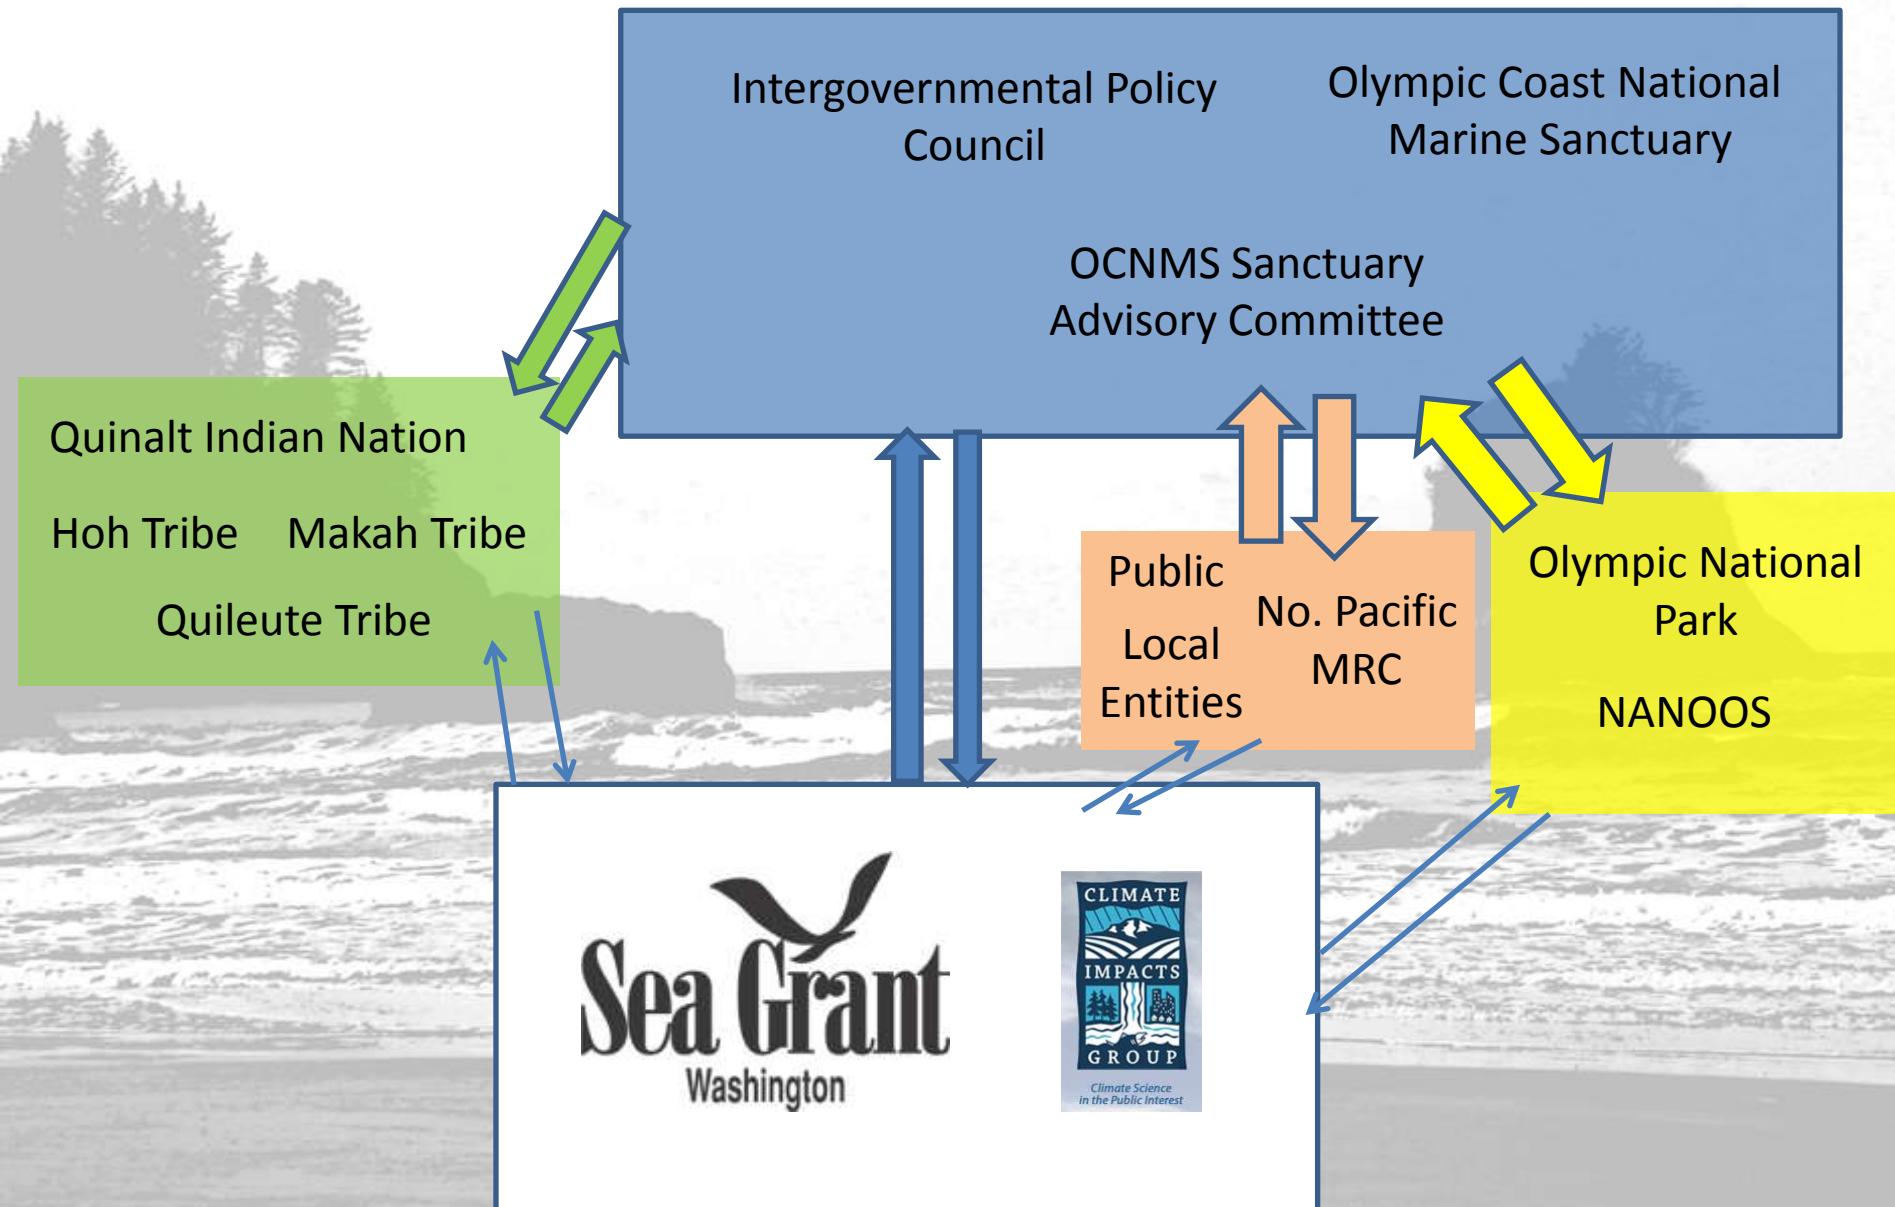 Intergovernmental Policy
Council
Olympic Coast National
Marine Sanctuary
OCNMS Sanctuary
Advisory Committee
Quinalt Indian Nation
Hoh Tribe
Makah Tribe
Quileute Tribe
Public
Local
Entities
No. Pacific
MRC
Olympic National
Park
NANOOS
Sea Grant
Washington
CLIMATE
IMPACTS
GROUP
Climate Science
in the Public Interest